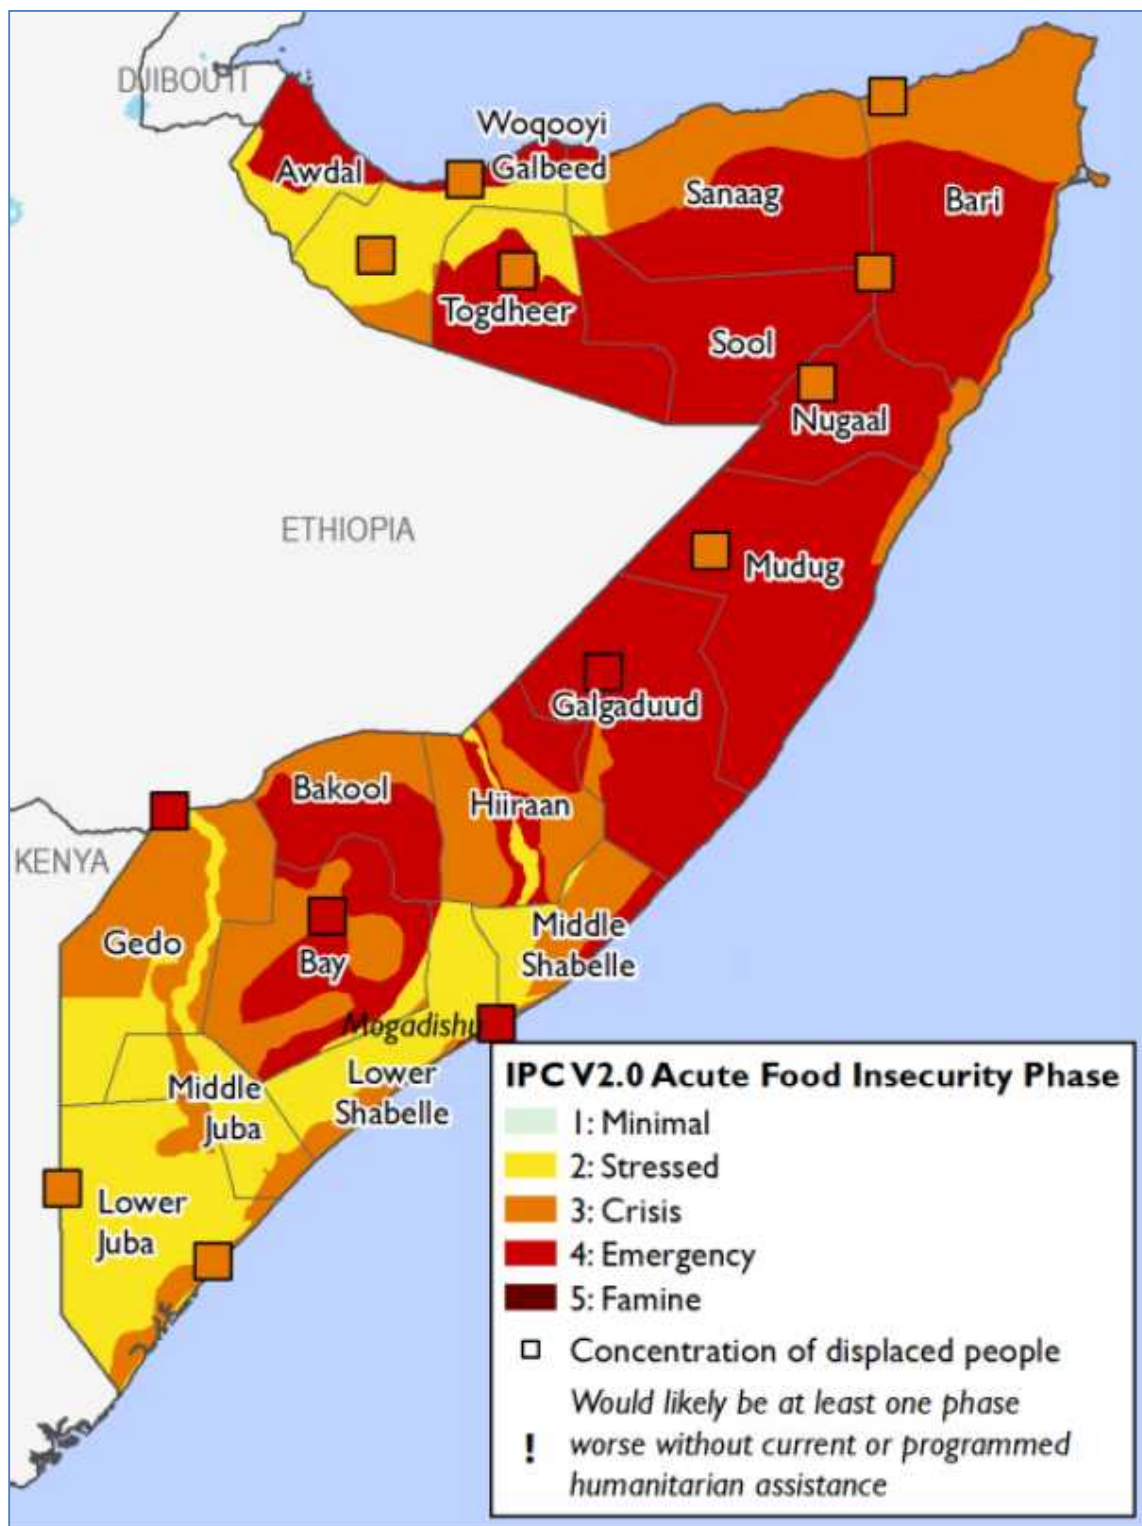 DJIBOUTI
Woqooyi
Galbeed
Awdal
Sanaag
Bari
Togdheer
Sool
Nugaal
ETHIOPIA
Mudug
Galgaduud
Bakool
Hiiraan
KENYA
Gedo
Bay
Middle
Shabelle
Mogadishu
Lower
Shabelle
Middle
Juba
Lower
Juba
IPC V2.0 Acute Food Insecurity Phase
1: Minimal
2: Stressed
3: Crisis
4: Emergency
5: Famine
Concentration of displaced people
Would likely be at least one phase
! worse without current or programmed
humanitarian assistance